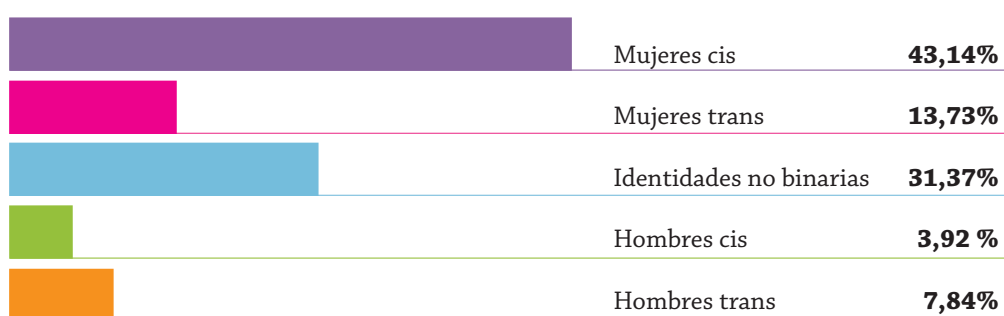 Mujeres cis 43,14%
Mujeres trans 13,73%
Identidades no binarias 31,37%
Hombres cis 3,92 %
Hombres trans 7,84%